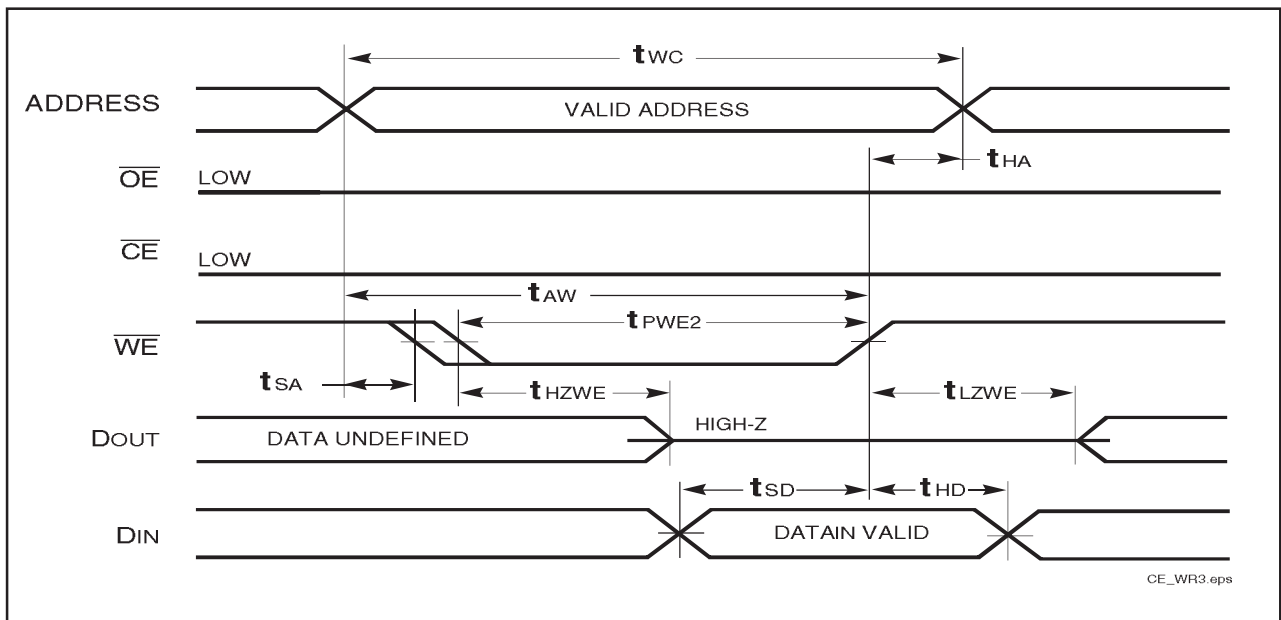 tWC
ADDRESS
VALID ADDRESS
tHA
OE
LOW
CE
LOW
tAW
tPWE2
WE
tSA
tHZWE
tLZWE
DOUT
DATA UNDEFINED
HIGH-Z
tSD
tHD
DIN
DATAIN VALID
CE_WR3.eps